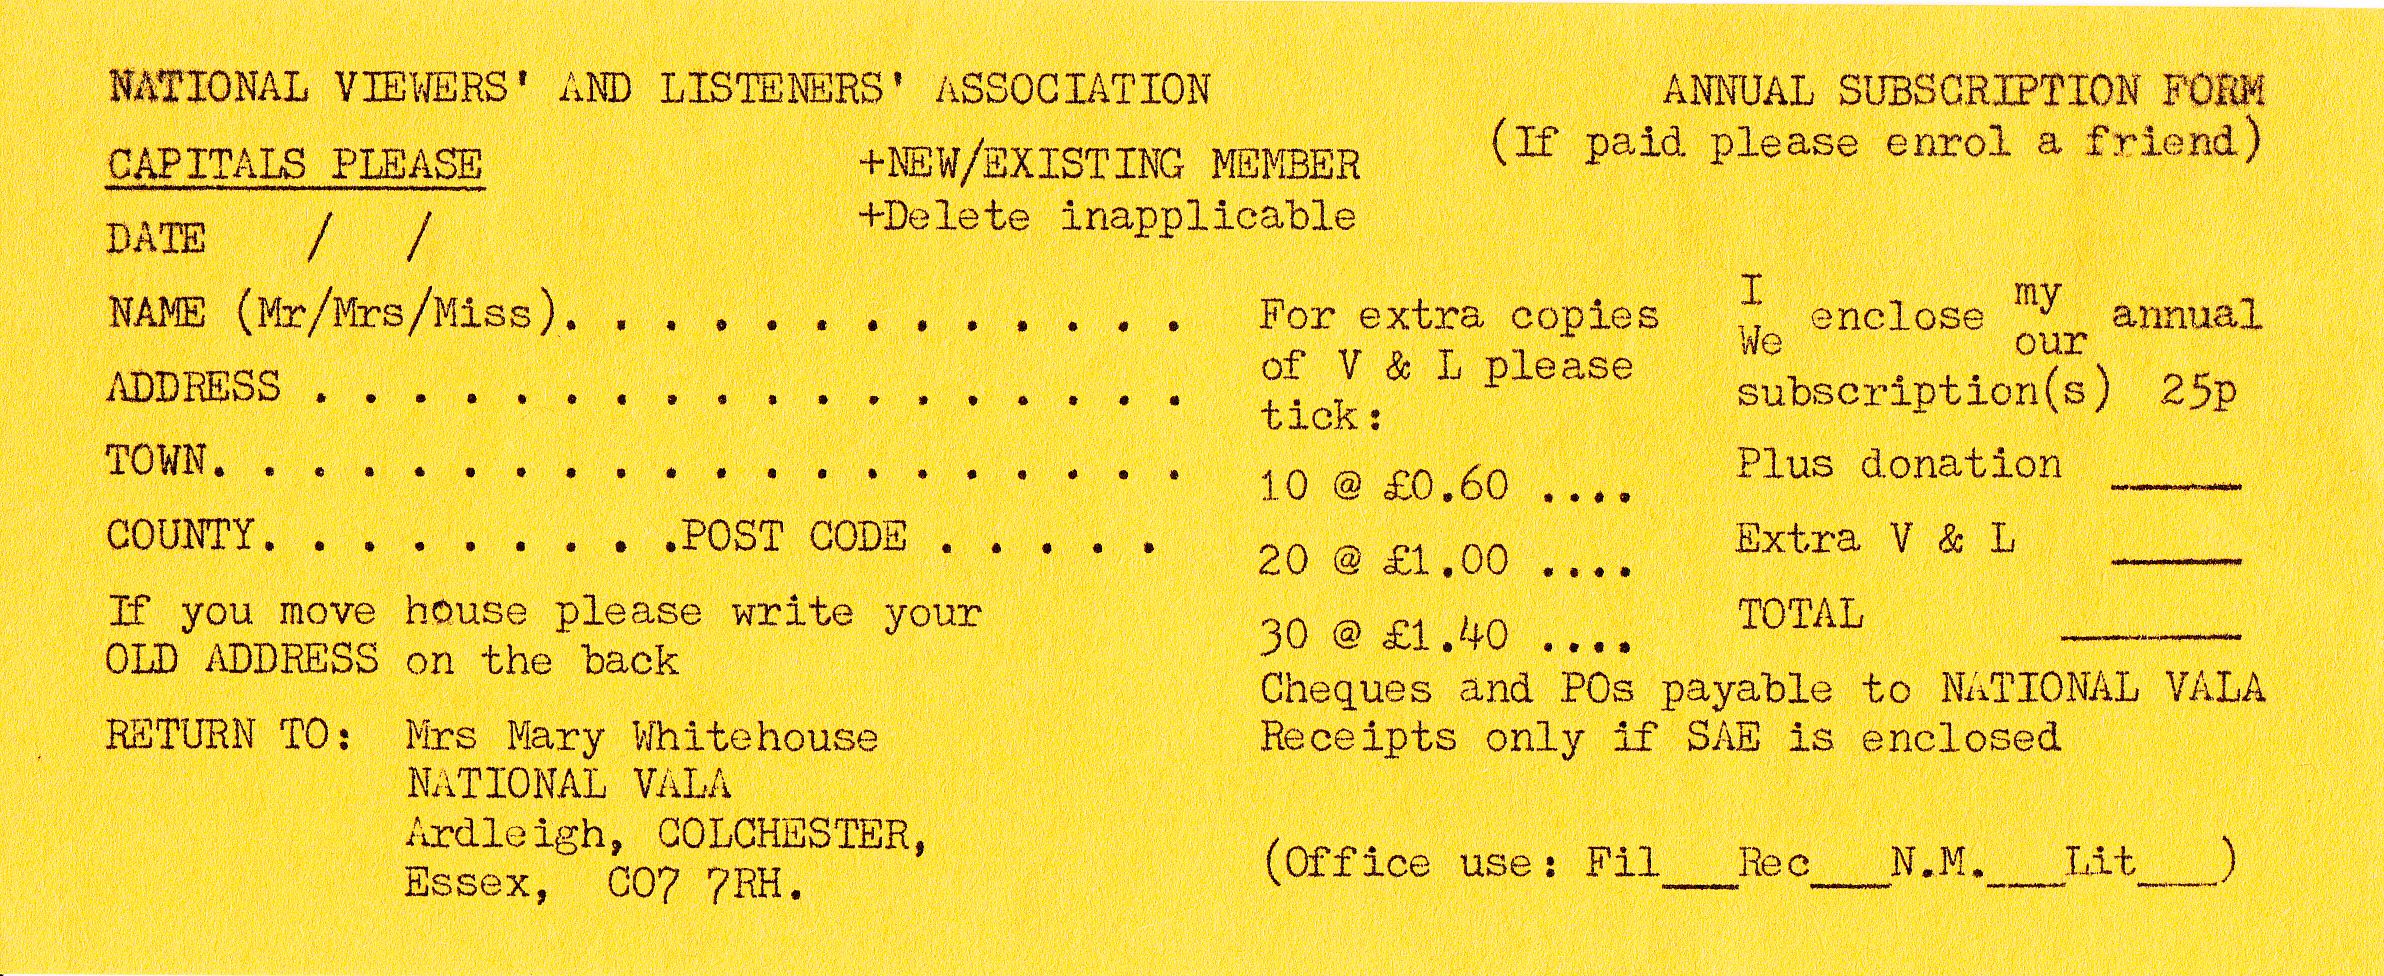 NATIONAL VIEWERS' AND LISTENERS' ASSOCIATION
ANNUAL SUBSCRIPTION FORM
(If paid please enrol a friend)
CAPITALS PLEASE
+NEW/EXISTING MEMBER
+Delete inapplicable
DATE / /
NAME (Mr/Mrs/Miss). . . . . . . . . . . . .
ADDRESS . . . . . . . . . . . . . . . . . .
TOWN. . . . . . . . . . . . . . . . . . . .
COUNTY. . . . . . . . .POST CODE . . . . .
If you move house please write your
OLD ADDRESS on the back
RETURN TO: Mrs Mary Whitehouse
NATIONAL VALA
Ardleigh, COLCHESTER,
Essex, CO7 7RH.
For extra copies
of V & L please
tick:
10 @ £0.60 ....
20 @ £1.00 ....
30 @ £1.40 ....
I my
enclose annual
We our
subscription(s) 25p
Plus donation _____
Extra V & L _____
TOTAL _______
Cheques and POs payable to NATIONAL VALA
Receipts only if SAE is enclosed
(Office use: Fil___Rec___N.M.___Lit___)